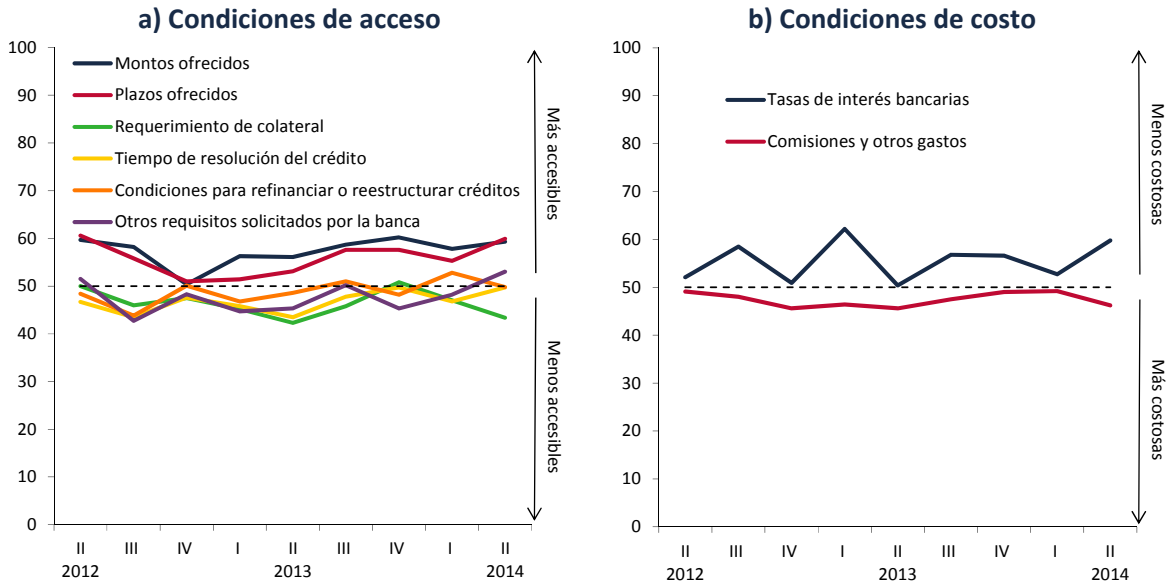 a) Condiciones de acceso
100
90
80
70
60
50
40
30
20
10
0
Montos ofrecidos
Plazos ofrecidos
Requerimiento de colateral
Tiempo de resolución del crédito
Condiciones para refinanciar o reestructurar créditos
Otros requisitos solicitados por la banca
Más accesibles
Menos accesibles
II III IV I II III IV I II
2012 2013 2014
b) Condiciones de costo
100
90
80
70
60
50
40
30
20
10
0
Tasas de interés bancarias
Comisiones y otros gastos
Menos costosas
Más costosas
II III IV I II III IV I II
2012 2013 2014